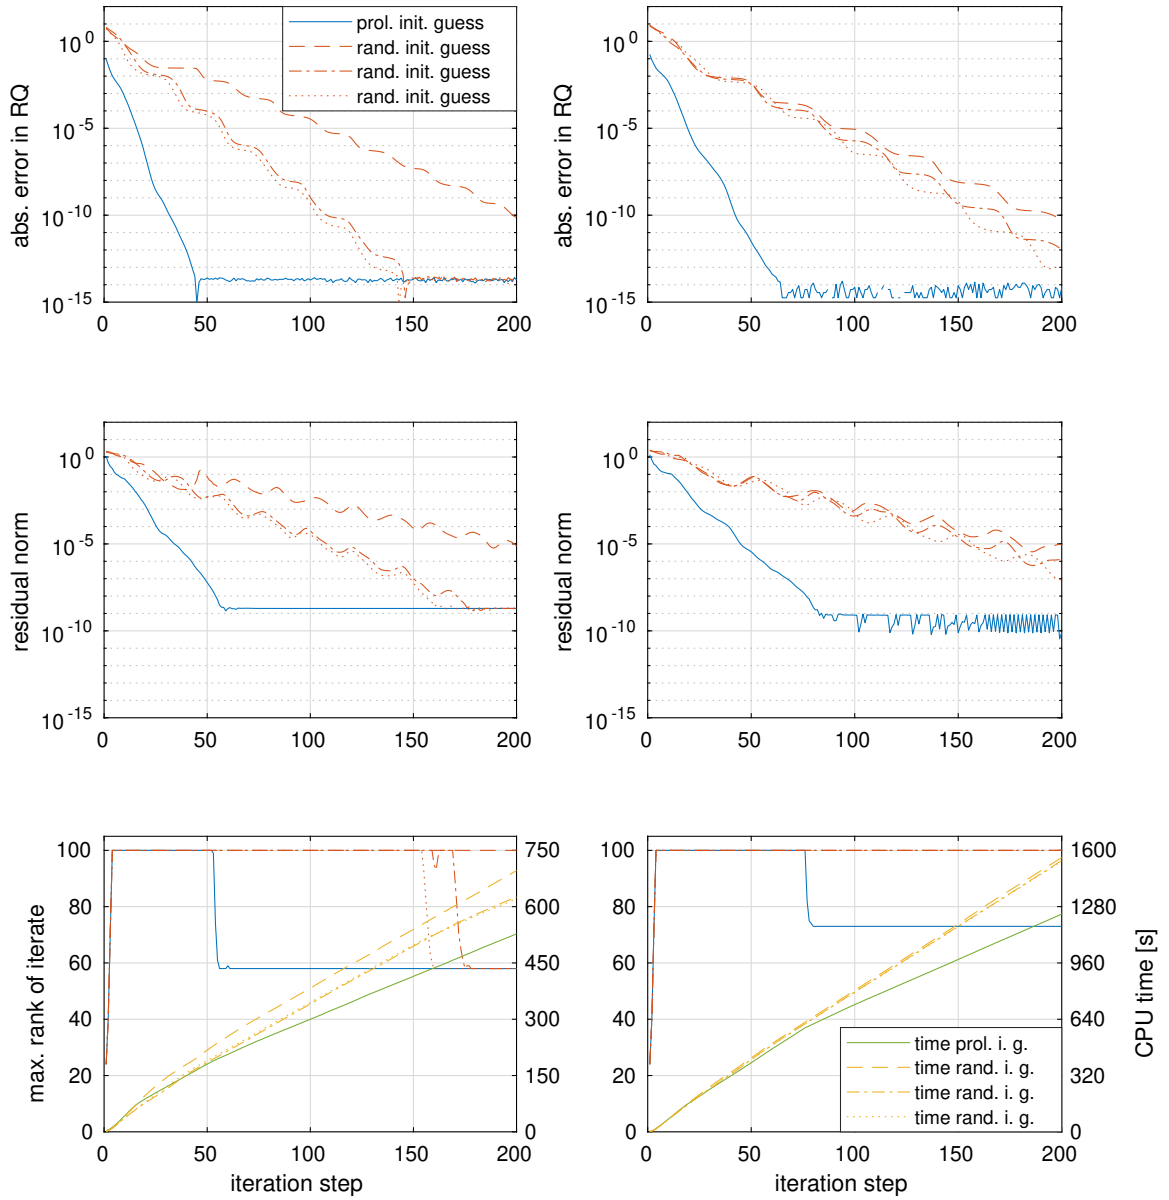 prol. init. guess
rand. init. guess
rand. init. guess
rand. init. guess
abs. error in RQ
10^0
10^-5
10^-10
10^-15
0 50 100 150 200
abs. error in RQ
10^0
10^-5
10^-10
10^-15
0 50 100 150 200
residual norm
10^0
10^-5
10^-10
10^-15
0 50 100 150 200
residual norm
10^0
10^-5
10^-10
10^-15
0 50 100 150 200
max. rank of iterate
100
80
60
40
20
0
750
600
450
300
150
0
0 50 100 150 200
iteration step
100
80
60
40
20
0
1600
1280
960
640
320
0
CPU time [s]
time prol. i. g.
time rand. i. g.
time rand. i. g.
time rand. i. g.
0 50 100 150 200
iteration step